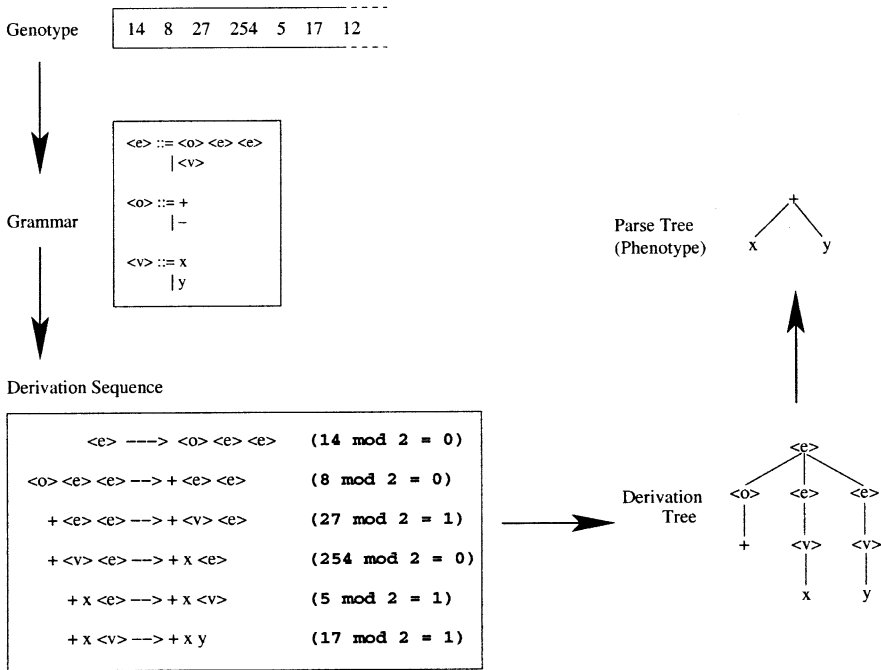 Genotype
14 8 27 254 5 17 12
<e> ::= <o> <e> <e>
|<v>
<o> ::= +
|–
<v> ::= x
|y
Grammar
Derivation Sequence
<e> ---> <o> <e> <e> (14 mod 2 = 0)
<o> <e> <e> --> + <e> <e> (8 mod 2 = 0)
+ <e> <e> --> + <v> <e> (27 mod 2 = 1)
+ <v> <e> --> + x <e> (254 mod 2 = 0)
+ x <e> --> + x <v> (5 mod 2 = 1)
+ x <v> --> + x y (17 mod 2 = 1)
Parse Tree
(Phenotype)
+
x y
Derivation
Tree
<e>
<o> <e> <e>
+ <v> <v>
x y